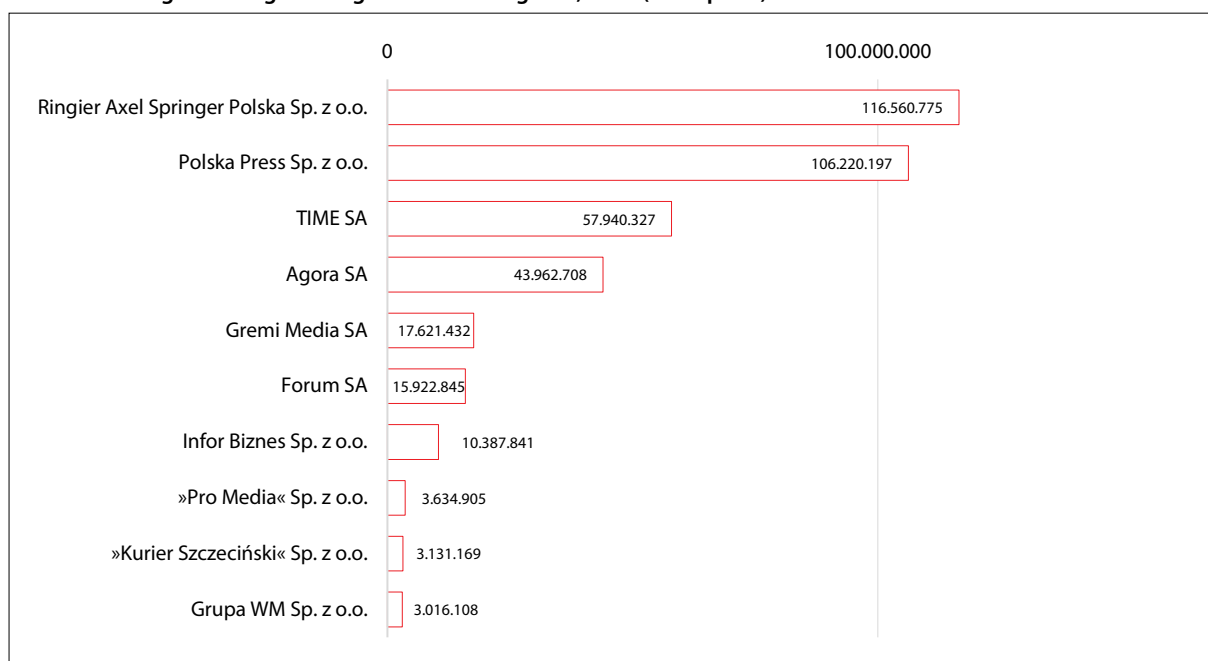 0 100.000.000
Ringier Axel Springer Polska Sp. z o.o. 116.560.775
Polska Press Sp. z o.o. 106.220.197
TIME SA 57.940.327
Agora SA 43.962.708
Gremi Media SA 17.621.432
Forum SA 15.922.845
Infor Biznes Sp. z o.o. 10.387.841
»Pro Media« Sp. z o.o. 3.634.905
»Kurier Szczeciński« Sp. z o.o. 3.131.169
Grupa WM Sp. z o.o. 3.016.108